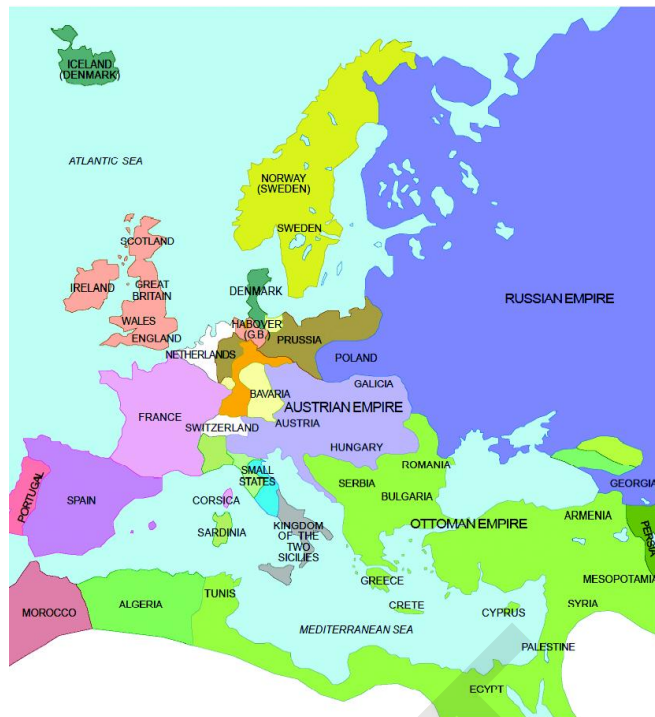 ICELAND
(DENMARK)
ATLANTIC SEA
NORWAY
(SWEDEN)
SWEDEN
SCOTLAND
IRELAND
GREAT
BRITAIN
WALES
ENGLAND
DENMARK
HABOVER
(G.B.)
PRUSSIA
NETHERLANDS
RUSSIAN EMPIRE
POLAND
GALICIA
BAVARIA
AUSTRIAN EMPIRE
FRANCE
SWITZERLAND
AUSTRIA
HUNGARY
ROMANIA
SERBIA
BULGARIA
GEORGIA
SMALL
STATES
CORSICA
PORTUGAL
SPAIN
SARDINIA
KINGDOM
OF THE
TWO
SICILIES
OTTOMAN EMPIRE
ARMENIA
PERSIA
MESOPOTAMIA
GREECE
CRETE
CYPRUS
SYRIA
MOROCCO
ALGERIA
TUNIS
MEDITERRANEAN SEA
PALESTINE
EGYPT